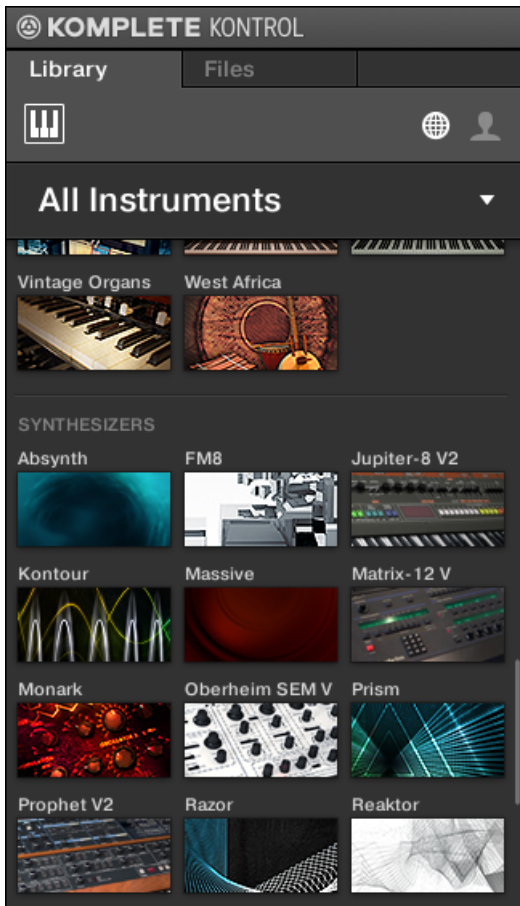 KOMPLETE KONTROL
Library Files
All Instruments
Vintage Organs West Africa
SYNTHESIZERS
Absynth FM8 Jupiter-8 V2
Kontour Massive Matrix-12 V
Monark Oberheim SEM V Prism
Prophet V2 Razor Reaktor